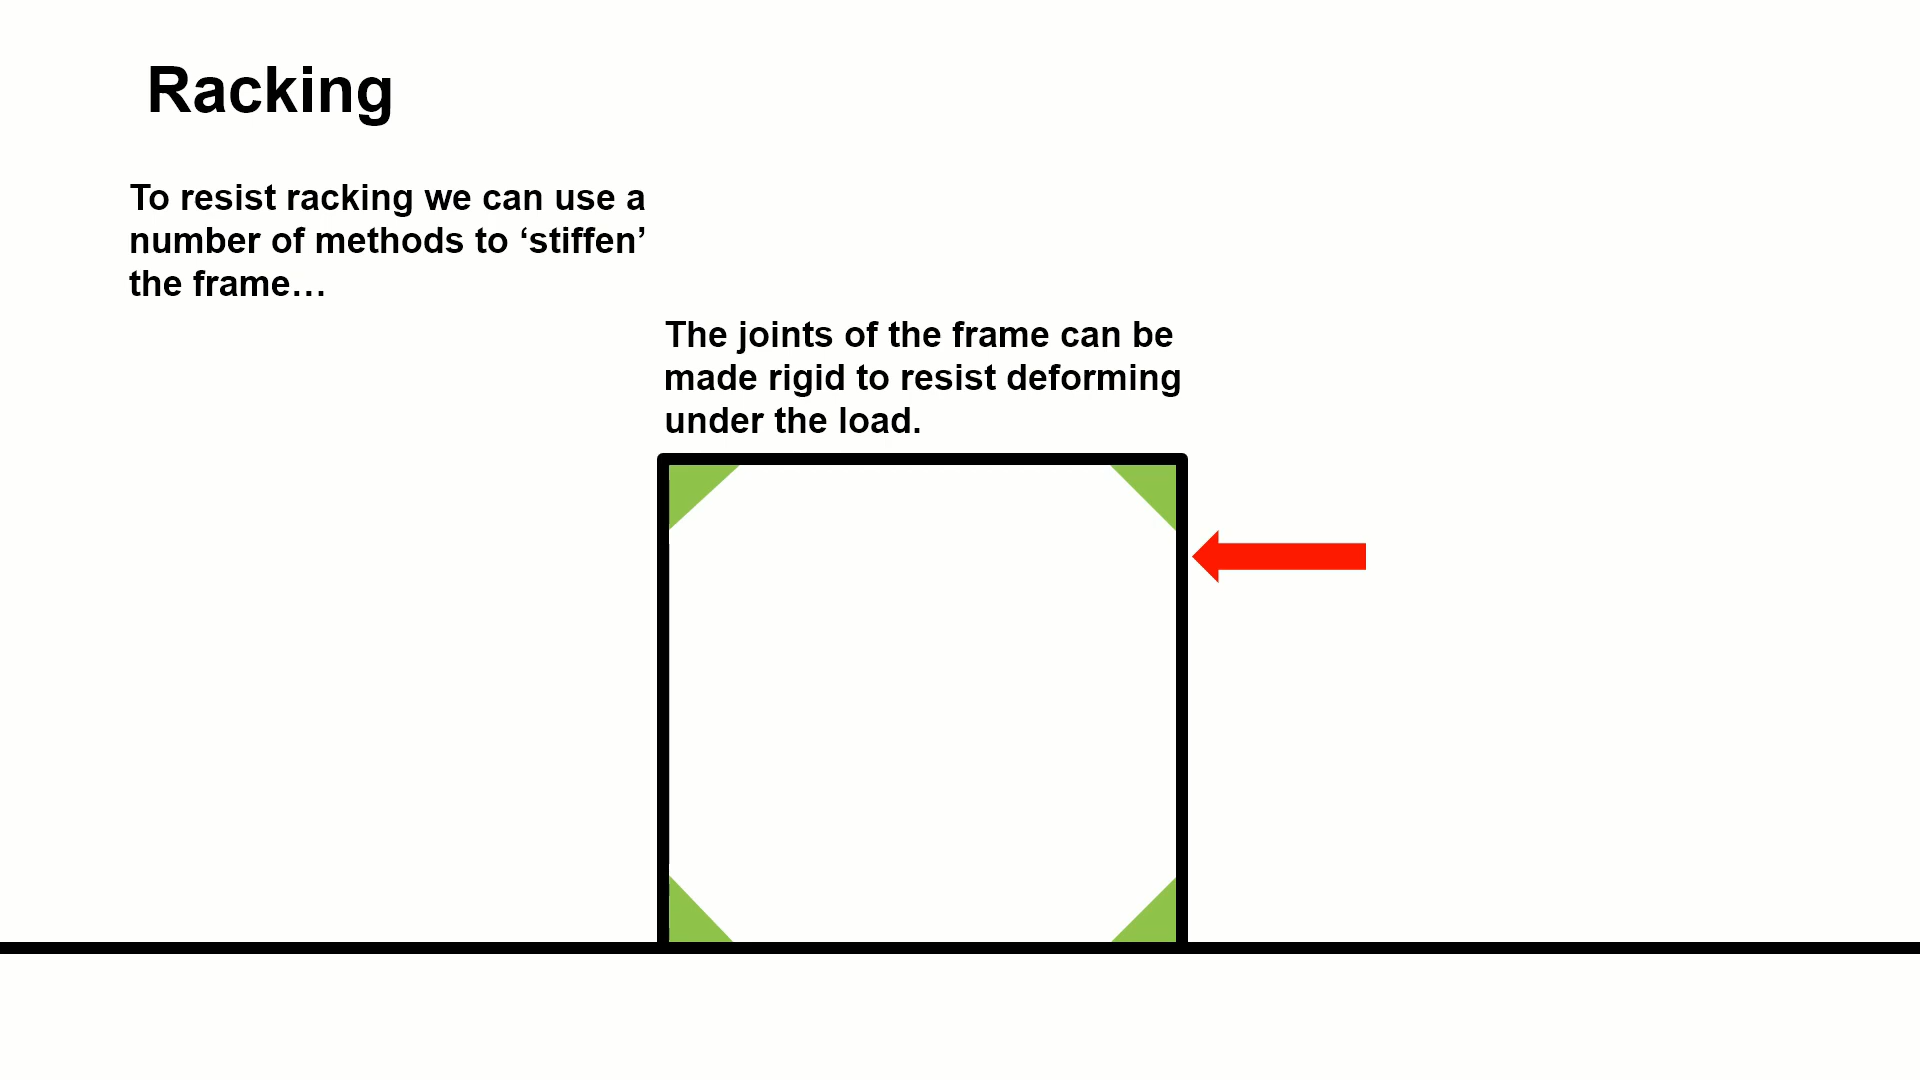 Racking
To resist racking we can use a
number of methods to ‘stiffen’
the frame…
The joints of the frame can be
made rigid to resist deforming
under the load.